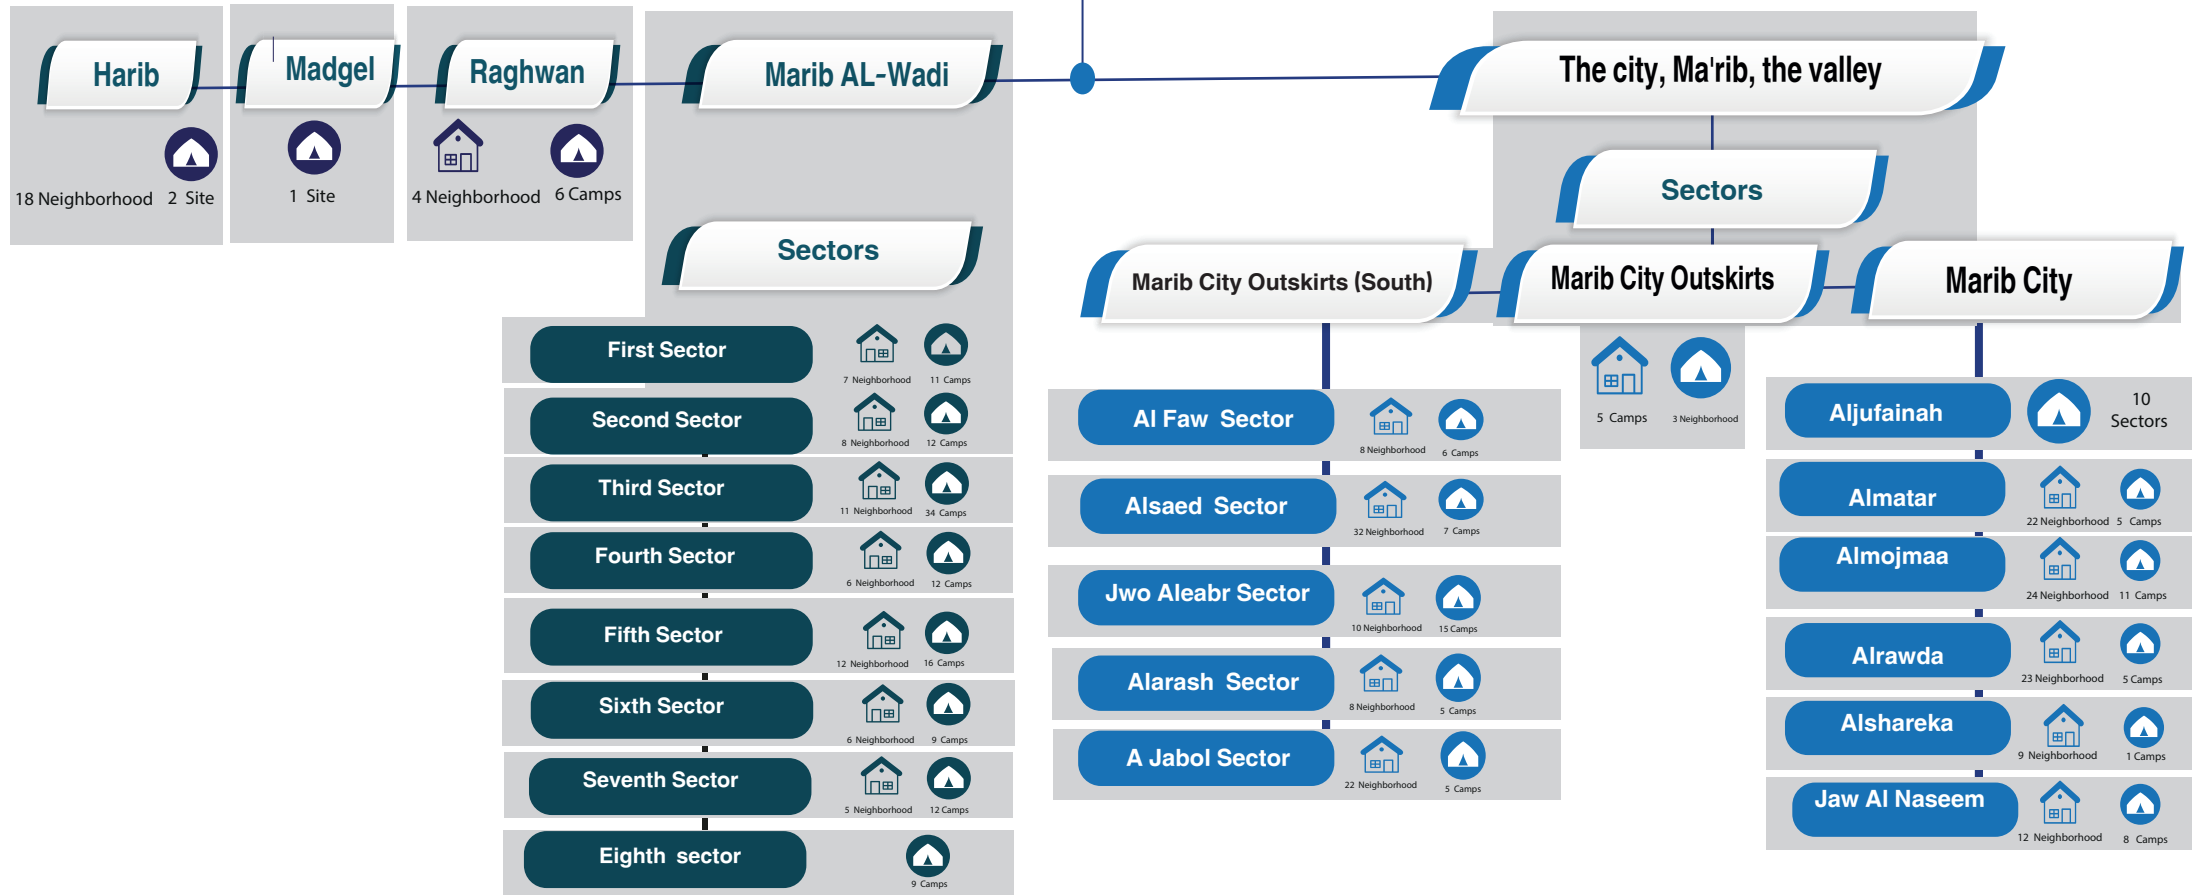 Harib
Madgel
Raghwan
Marib AL-Wadi
The city, Ma'rib, the valley
18 Neighborhood
2 Site
1 Site
4 Neighborhood
6 Camps
Sectors
Sectors
Marib City Outskirts (South)
Marib City Outskirts
Marib City
First Sector
7 Neighborhood
11 Camps
Second Sector
8 Neighborhood
12 Camps
Third Sector
11 Neighborhood
34 Camps
Fourth Sector
6 Neighborhood
12 Camps
Fifth Sector
12 Neighborhood
16 Camps
Sixth Sector
6 Neighborhood
9 Camps
Seventh Sector
5 Neighborhood
12 Camps
Eighth sector
9 Camps
Al Faw Sector
8 Neighborhood
6 Camps
Alsaed Sector
32 Neighborhood
7 Camps
Jwo Aleabr Sector
10 Neighborhood
15 Camps
Alarash Sector
8 Neighborhood
5 Camps
A Jabol Sector
22 Neighborhood
5 Camps
5 Camps
3 Neighborhood
Aljufainah
10
Sectors
Almatar
22 Neighborhood
5 Camps
Almojmaa
24 Neighborhood
11 Camps
Alrawda
23 Neighborhood
5 Camps
Alshareka
9 Neighborhood
1 Camps
Jaw Al Naseem
12 Neighborhood
8 Camps